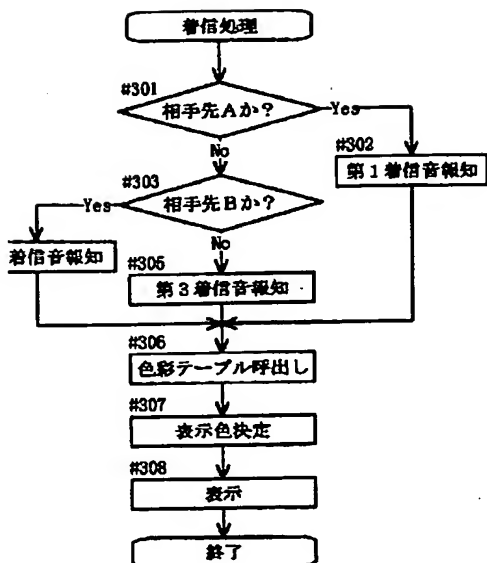 着信処理
#301
相手先Aか?
Yes
#302
第1着信音報知
No
#303
相手先Bか?
Yes
着信音報知
No
#305
第3着信音報知
#306
色彩テーブル呼出し
#307
表示色決定
#308
表示
終了